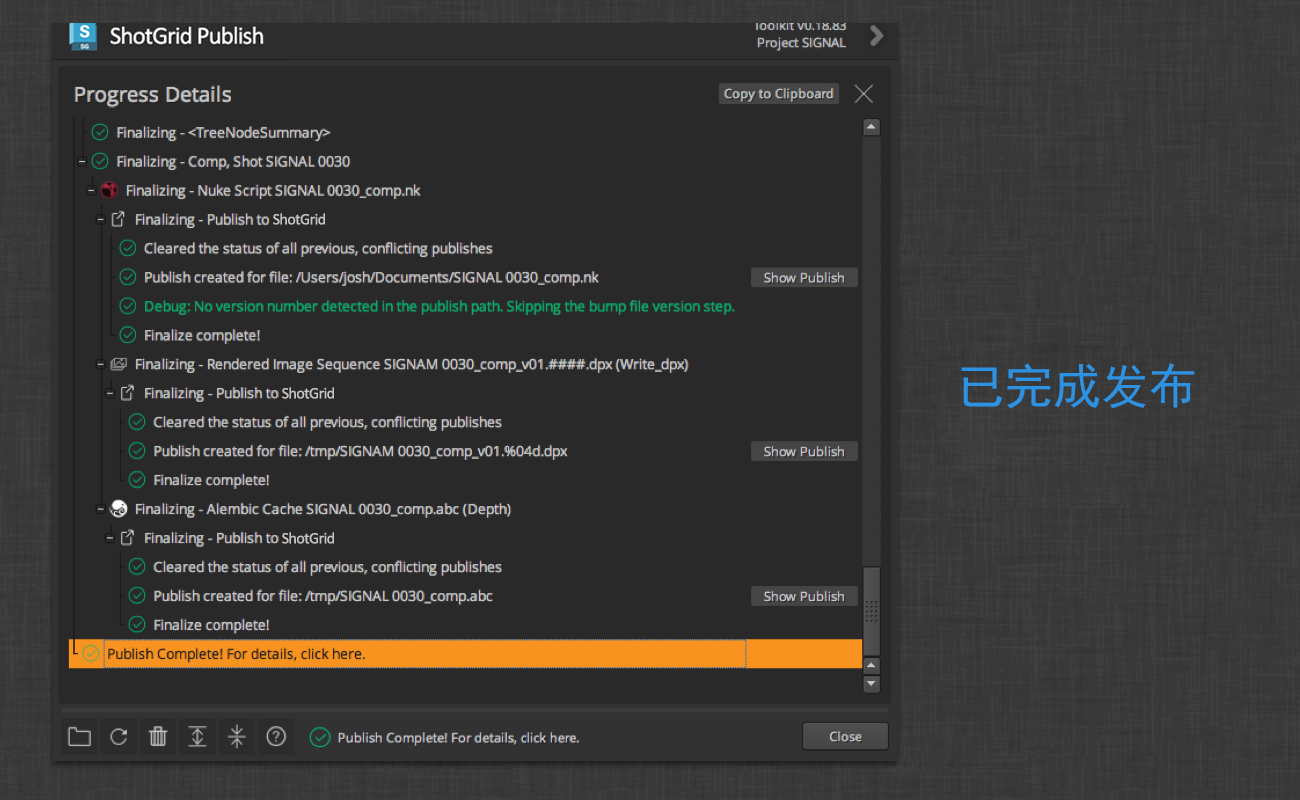 S
SG
ShotGrid Publish
Toolkit v0.18.83
Project SIGNAL
Progress Details
Copy to Clipboard
Finalizing - <TreeNodeSummary>
Finalizing - Comp, Shot SIGNAL 0030
Finalizing - Nuke Script SIGNAL 0030_comp.nk
Finalizing - Publish to ShotGrid
Cleared the status of all previous, conflicting publishes
Publish created for file: /Users/josh/Documents/SIGNAL 0030_comp.nk
Show Publish
Debug: No version number detected in the publish path. Skipping the bump file version step.
Finalize complete!
Finalizing - Rendered Image Sequence SIGNAM 0030_comp_v01.####.dpx (Write_dpx)
Finalizing - Publish to ShotGrid
Cleared the status of all previous, conflicting publishes
Publish created for file: /tmp/SIGNAM 0030_comp_v01.%04d.dpx
Show Publish
Finalize complete!
Finalizing - Alembic Cache SIGNAL 0030_comp.abc (Depth)
Finalizing - Publish to ShotGrid
Cleared the status of all previous, conflicting publishes
Publish created for file: /tmp/SIGNAL 0030_comp.abc
Show Publish
Finalize complete!
Publish Complete! For details, click here.
Publish Complete! For details, click here.
Close
已完成发布